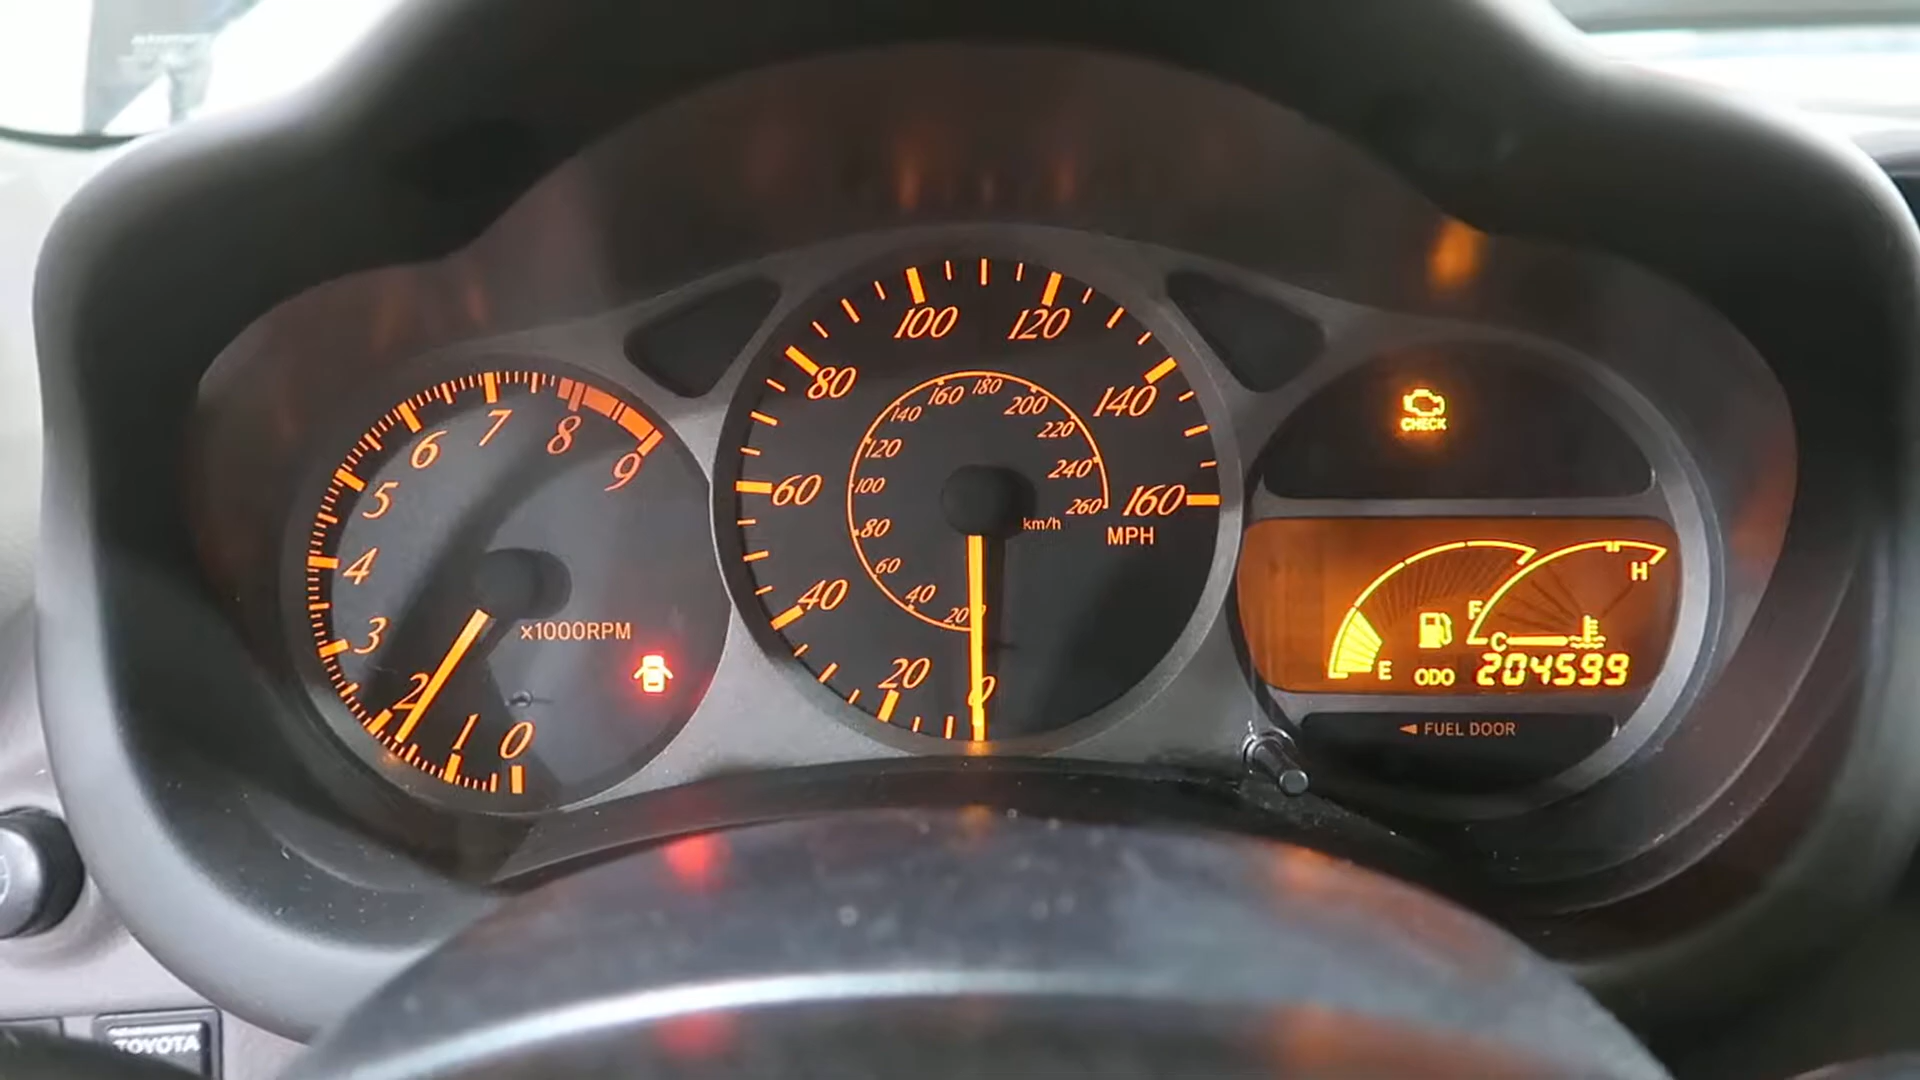 0
1
2
3
4
5
6
7
8
9
x1000RPM
0
20
40
60
80
100
120
140
160
MPH
20
40
60
80
100
120
140
160
180
200
220
240
260
km/h
CHECK
F
H
E
C
ODO 204599
◄ FUEL DOOR
TOYOTA